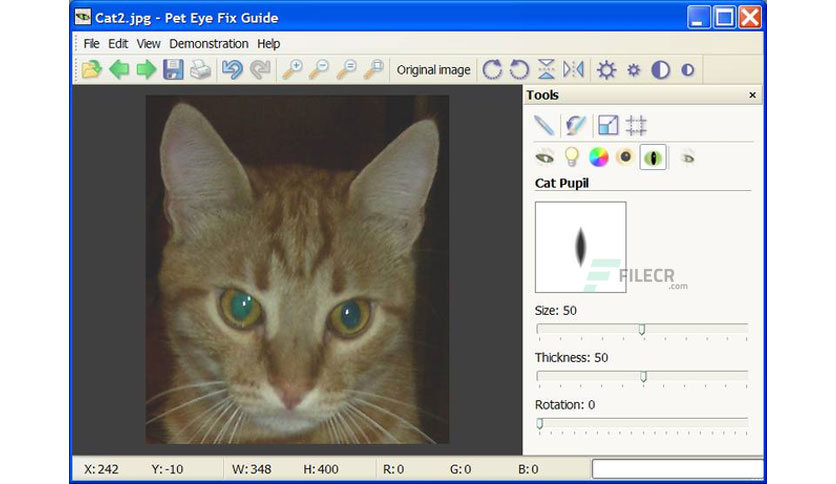 Cat2.jpg - Pet Eye Fix Guide
File Edit View Demonstration Help
Original image
Tools
Cat Pupil
FILECR
.com
Size: 50
Thickness: 50
Rotation: 0
X: 242 Y: -10 W: 348 H: 400 R: 0 G: 0 B: 0